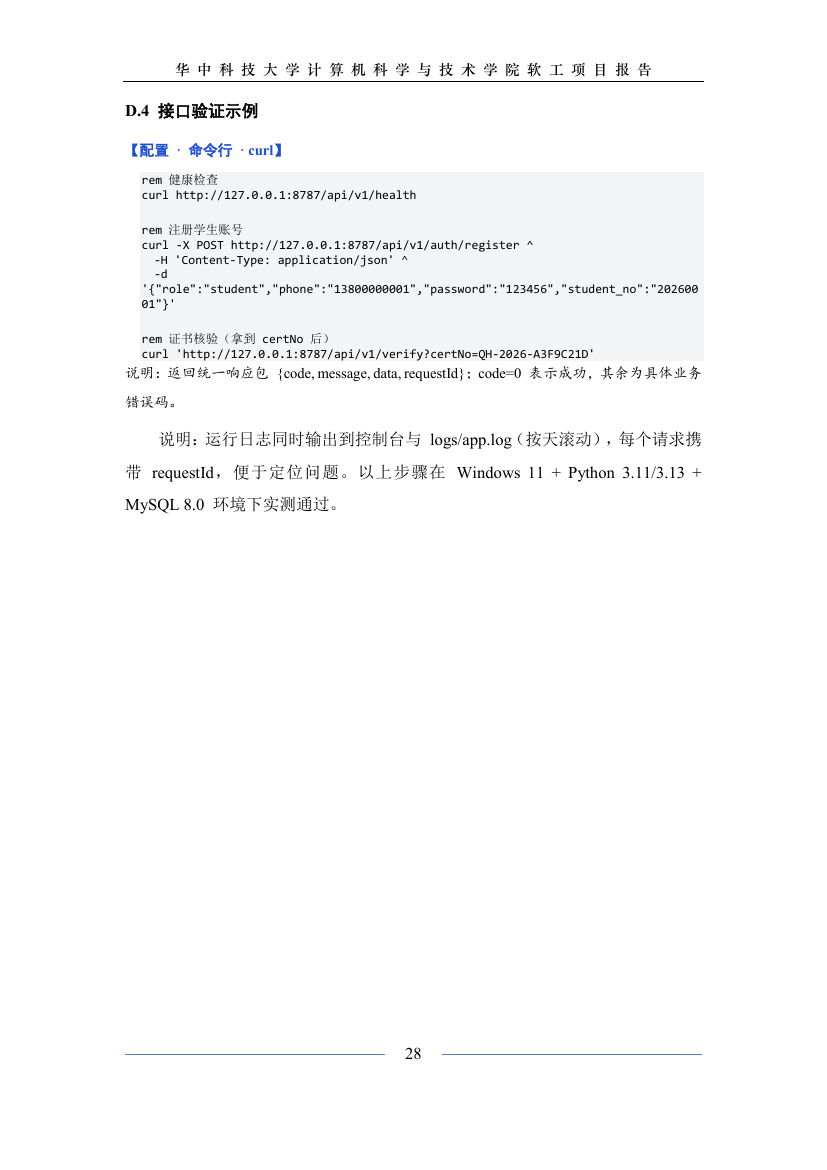 华中科技大学计算机科学与技术学院软工项目报告
D.4 接口验证示例
【配置 · 命令行 · curl】
rem 健康检查
curl http://127.0.0.1:8787/api/v1/health
rem 注册学生账号
curl -X POST http://127.0.0.1:8787/api/v1/auth/register ^
-H 'Content-Type: application/json' ^
-d
'{"role":"student","phone":"13800000001","password":"123456","student_no":"202600
01"}'
rem 证书核验（拿到 certNo 后）
curl 'http://127.0.0.1:8787/api/v1/verify?certNo=QH-2026-A3F9C21D'
说明：返回统一响应包 {code, message, data, requestId}；code=0 表示成功，其余为具体业务
错误码。
说明：运行日志同时输出到控制台与 logs/app.log（按天滚动），每个请求携
带 requestId，便于定位问题。以上步骤在 Windows 11 + Python 3.11/3.13 +
MySQL 8.0 环境下实测通过。
28